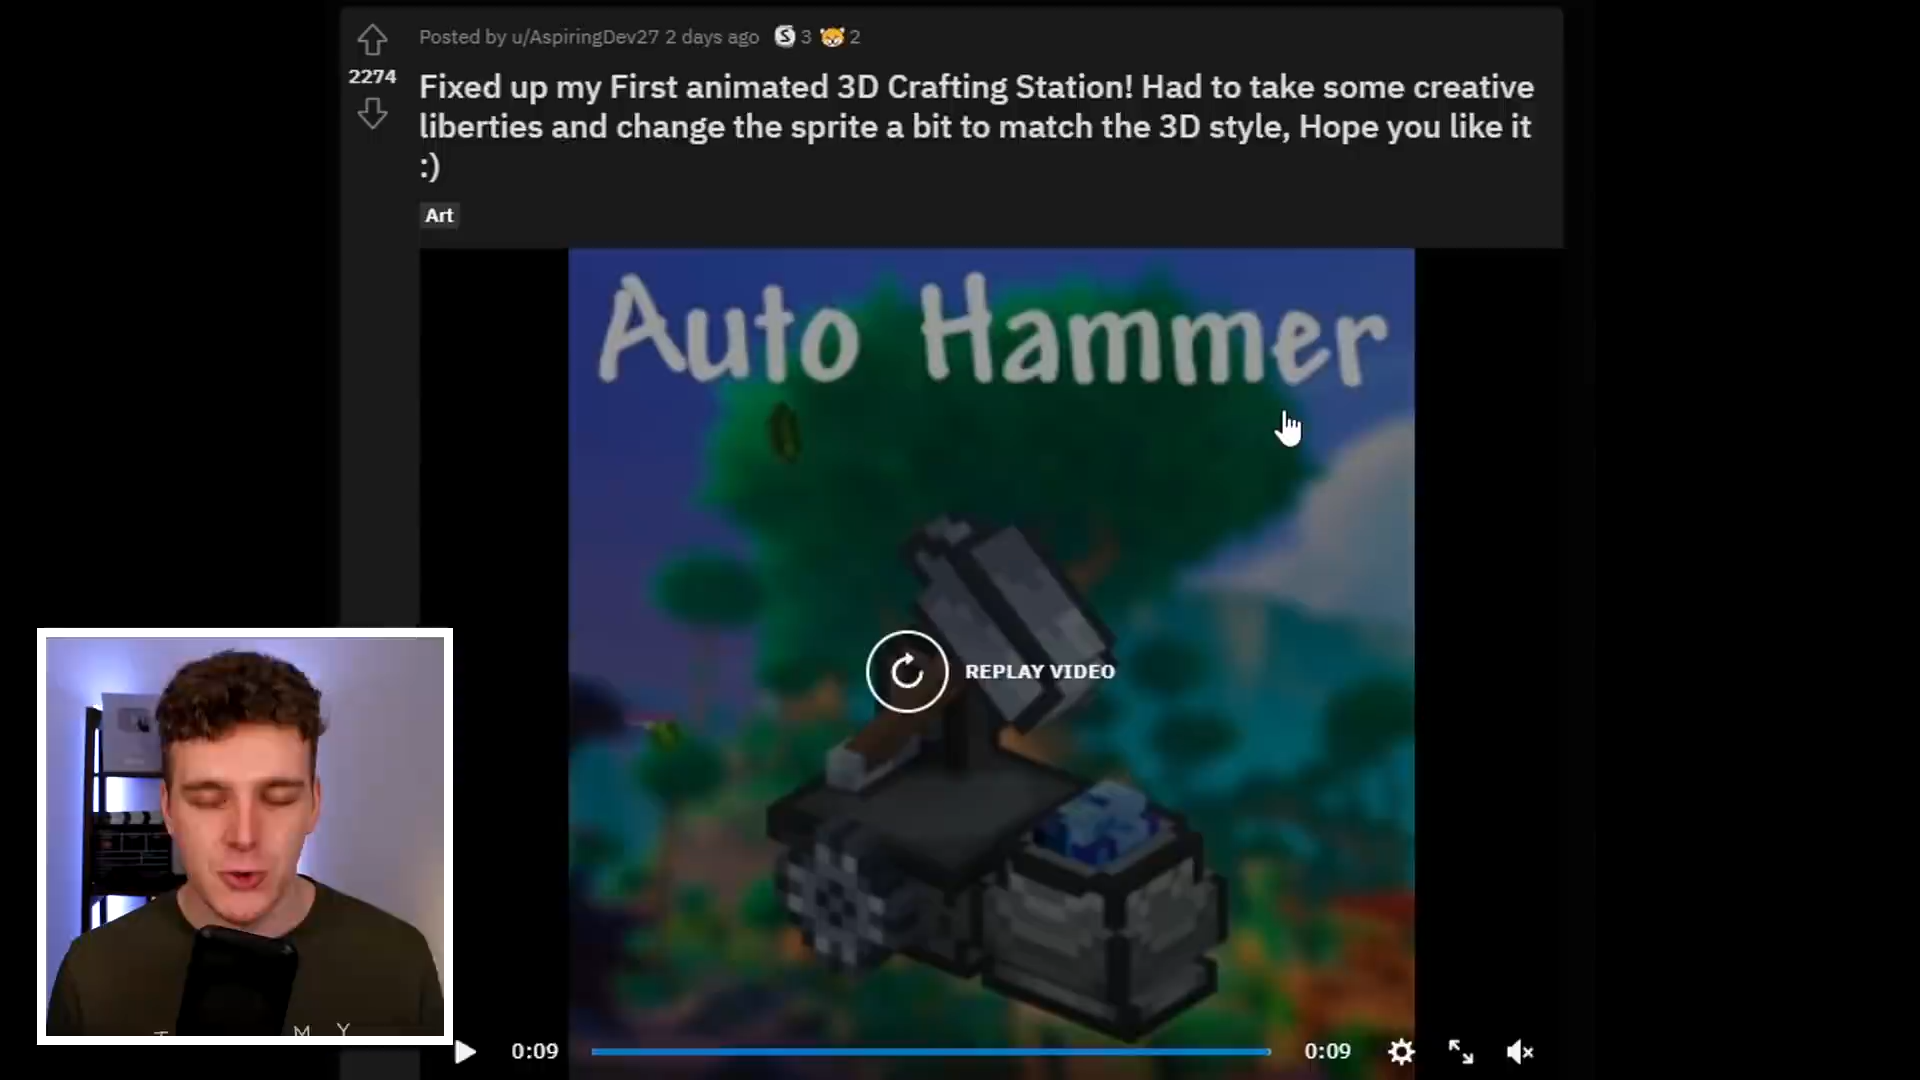 Posted by u/AspiringDev27 2 days ago 3 2
2274
Fixed up my First animated 3D Crafting Station! Had to take some creative
liberties and change the sprite a bit to match the 3D style, Hope you like it
:)
Art
Auto Hammer
REPLAY VIDEO
0:09
0:09
M Y